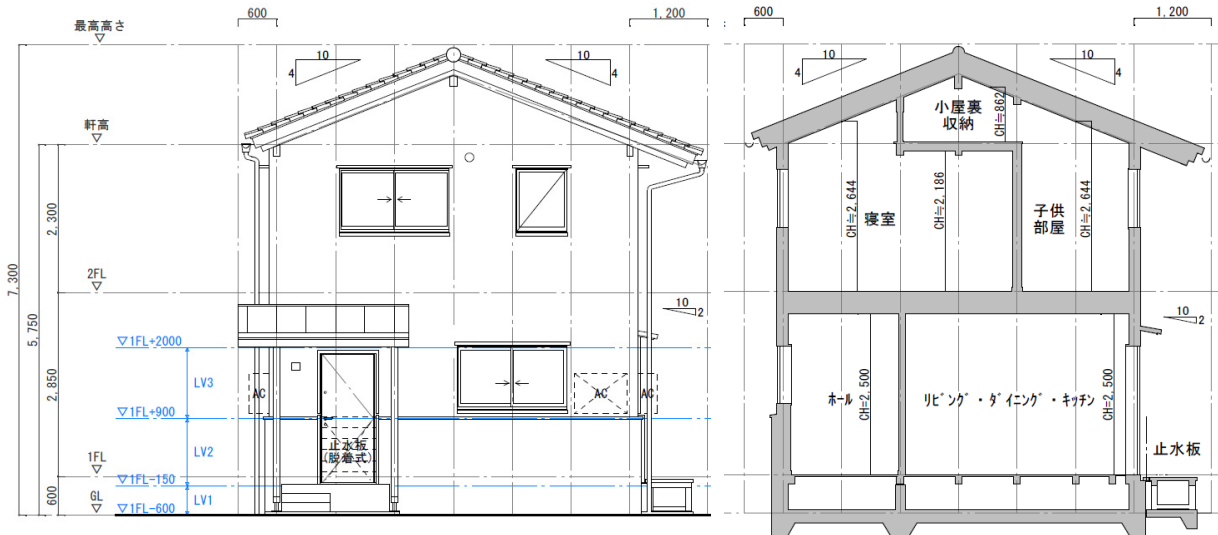 600
1,200
最高高さ
10
4
10
4
軒高
7,300
5,750
2,300
2FL
10
2
▽1FL+2000
LV3
AC
AC
AC
2,850
▽1FL+900
止水板
(脱着式)
LV2
1FL
▽1FL-150
600
GL
LV1
▽1FL-600
600
1,200
10
4
10
4
小屋裏
収納
CH≒862
CH≒2,644
寝室
CH≒2,186
子供
部屋
CH≒2,644
10
2
ホール
CH=2,500
リビング・ダイニング・キッチン
CH=2,500
止水板